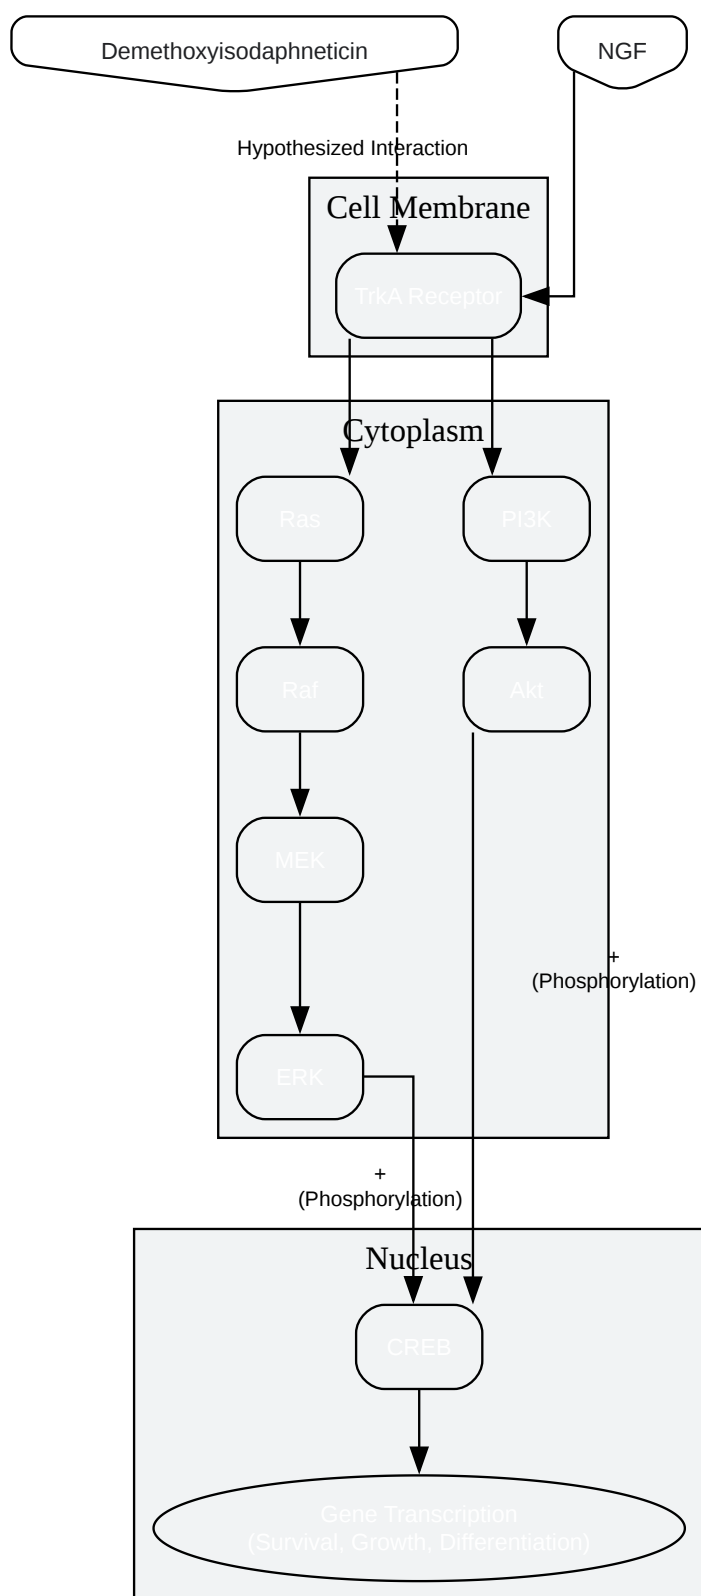 Demethoxyisodaphneticin
NGF
Hypothesized Interaction
Cell Membrane
TrkA Receptor
Cytoplasm
Ras
PI3K
Raf
Akt
MEK
+
(Phosphorylation)
ERK
+
(Phosphorylation)
Nucleus
CREB
Gene Transcription
(Survival, Growth, Differentiation)